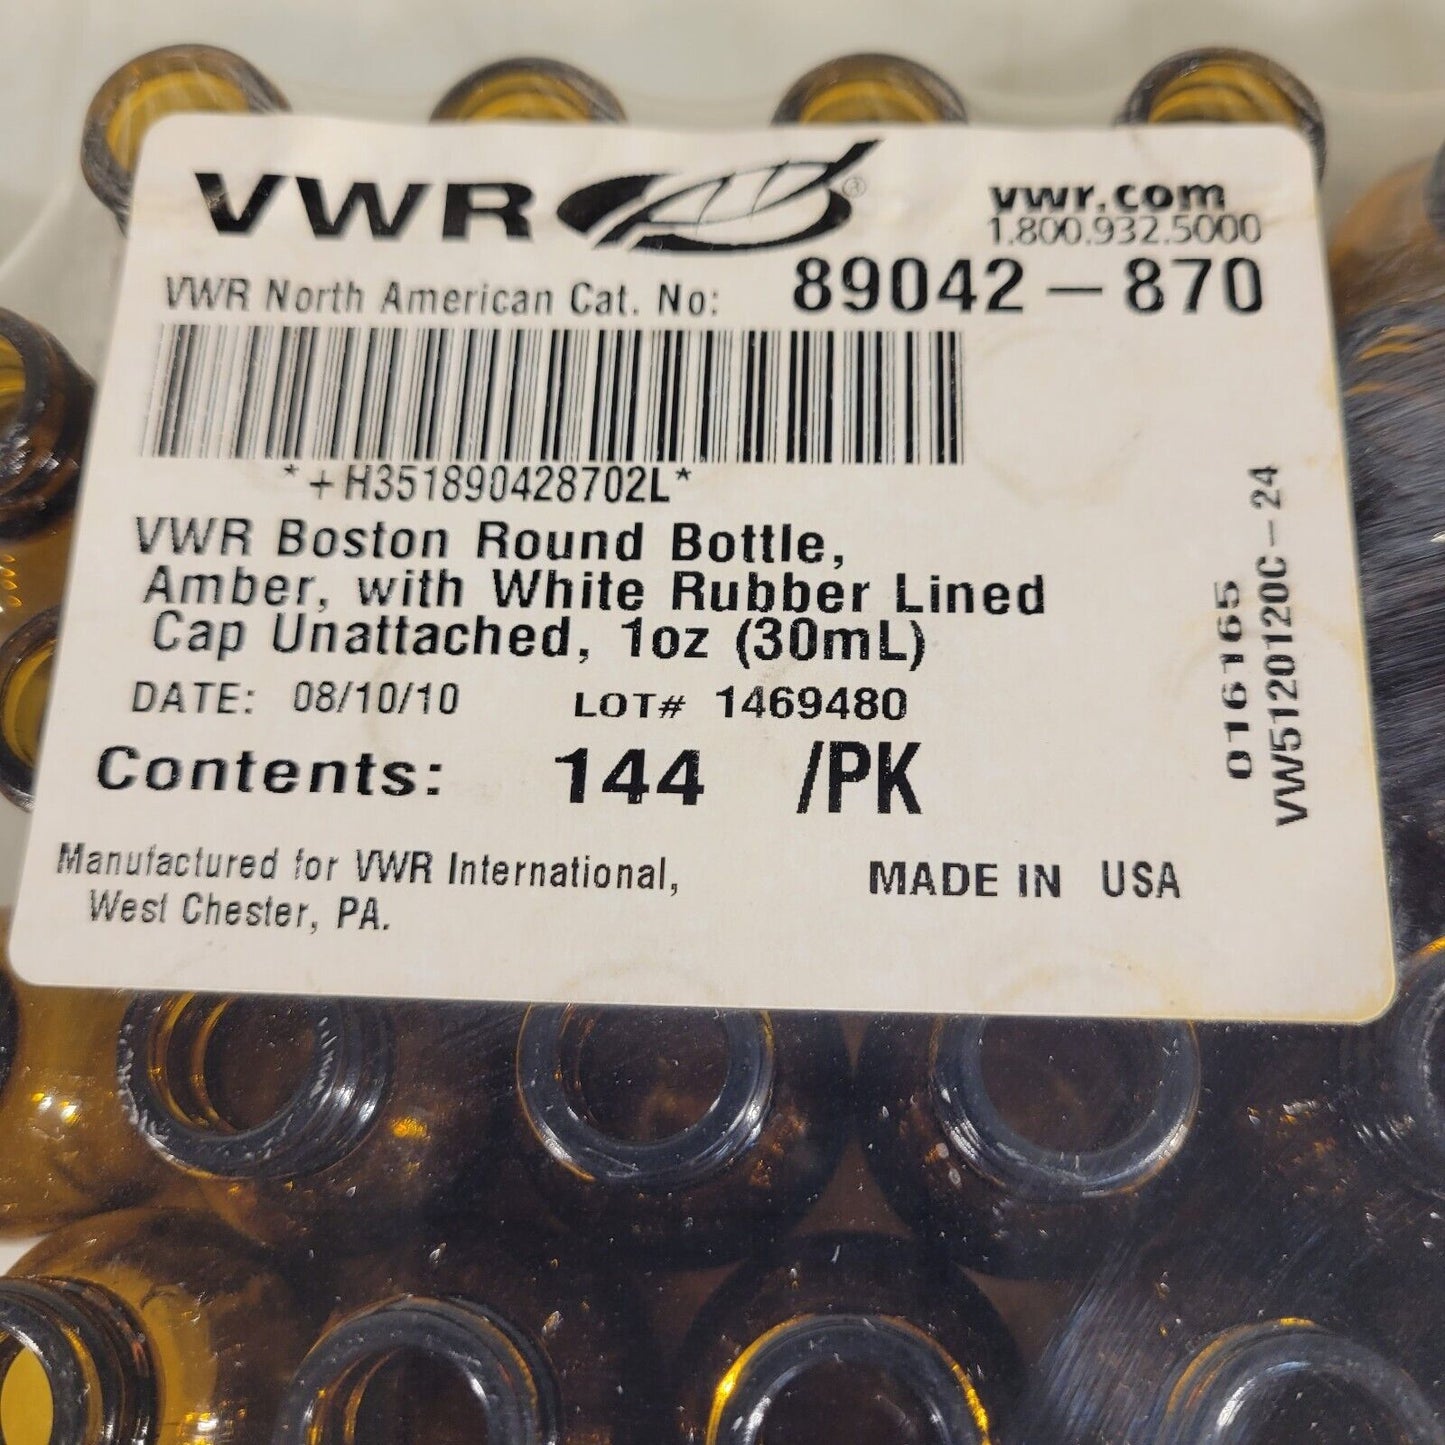 VWR ®
vwr.com
1.800.932.5000
VWR North American Cat. No: 89042-870
*+H351890428702L*
VWR Boston Round Bottle,
Amber, with White Rubber Lined
Cap Unattached, 1oz (30mL)
DATE: 08/10/10 LOT# 1469480
Contents: 144 /PK
Manufactured for VWR International,
West Chester, PA.
MADE IN USA
016165
VW5120120C-24